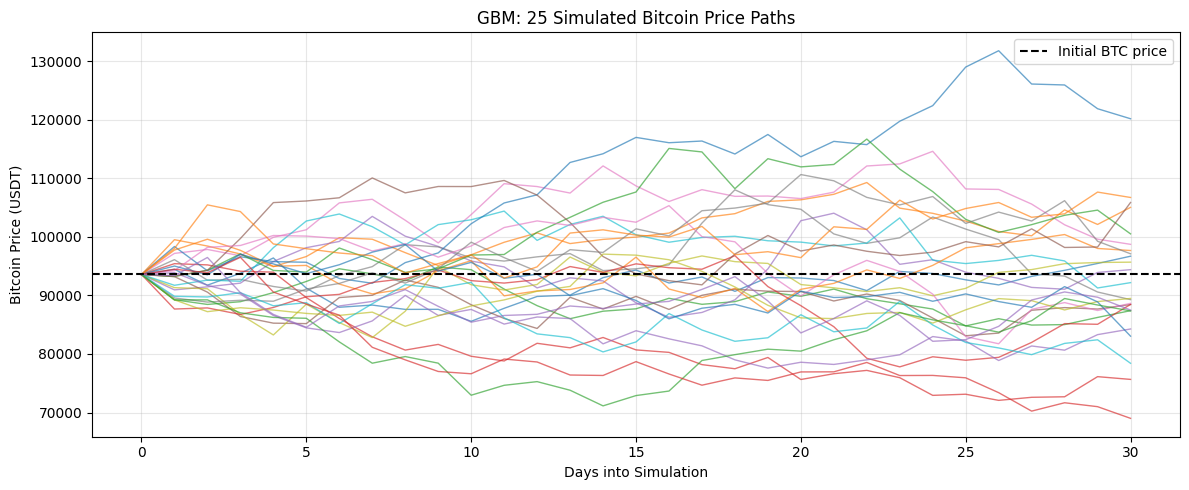 GBM: 25 Simulated Bitcoin Price Paths
Initial BTC price
Bitcoin Price (USDT)
130000
120000
110000
100000
90000
80000
70000
0 5 10 15 20 25 30
Days into Simulation